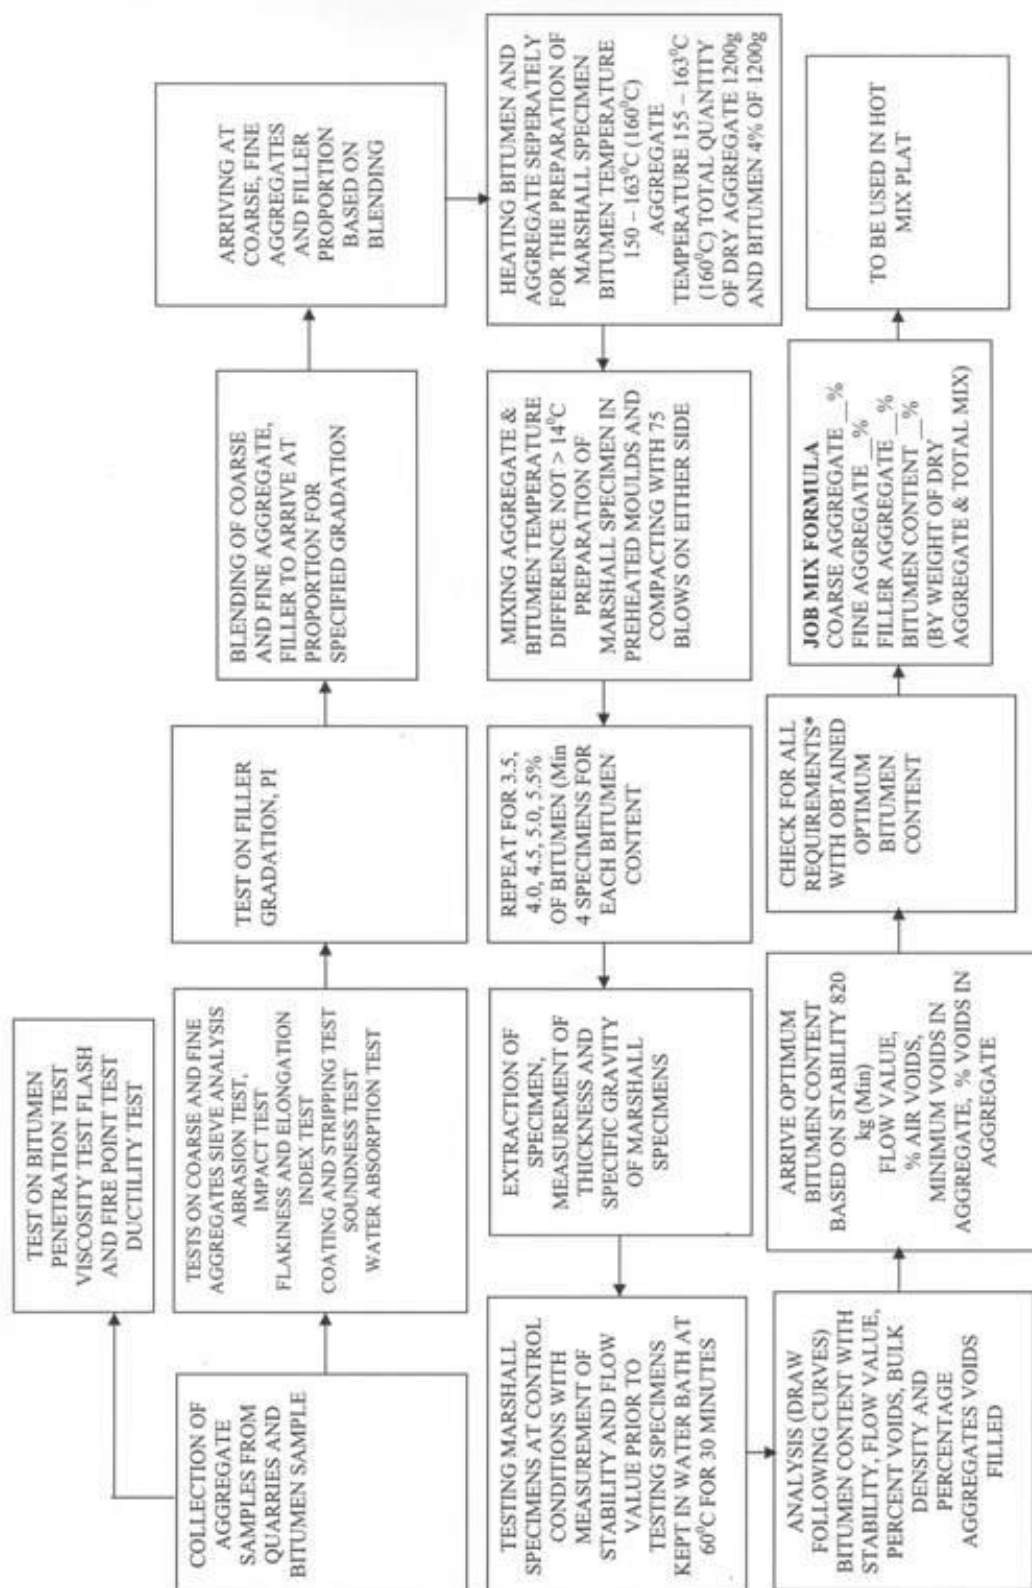 COLLECTION OF
AGGREGATE
SAMPLES FROM
QUARRIES AND
BITUMEN SAMPLE
TEST ON BITUMEN
PENETRATION TEST
VISCOSITY TEST FLASH
AND FIRE POINT TEST
DUCTILITY TEST
TESTS ON COARSE AND FINE
AGGREGATES SIEVE ANALYSIS
ABRASION TEST,
IMPACT TEST
FLAKINESS AND ELONGATION
INDEX TEST
COATING AND STRIPPING TEST
SOUNDNESS TEST
WATER ABSORPTION TEST
TEST ON FILLER
GRADATION, PI
BLENDING OF COARSE
AND FINE AGGREGATE,
FILLER TO ARRIVE AT
PROPORTION FOR
SPECIFIED GRADATION
ARRIVING AT
COARSE, FINE
AGGREGATES
AND FILLER
PROPORTION
BASED ON
BLENDING
HEATING BITUMEN AND
AGGREGATE SEPERATELY
FOR THE PREPARATION OF
MARSHALL SPECIMEN
BITUMEN TEMPERATURE
150 – 163⁰C (160⁰C)
AGGREGATE
TEMPERATURE 155 – 163⁰C
(160⁰C) TOTAL QUANTITY
OF DRY AGGREGATE 1200g
AND BITUMEN 4% OF 1200g
MIXING AGGREGATE &
BITUMEN TEMPERATURE
DIFFERENCE NOT > 14⁰C
PREPARATION OF
MARSHALL SPECIMEN IN
PREHEATED MOULDS AND
COMPACTING WITH 75
BLOWS ON EITHER SIDE
REPEAT FOR 3.5,
4.0, 4.5, 5.0, 5.5%
OF BITUMEN (Min
4 SPECIMENS FOR
EACH BITUMEN
CONTENT
EXTRACTION OF
SPECIMEN,
MEASUREMENT OF
THICKNESS AND
SPECIFIC GRAVITY
OF MARSHALL
SPECIMENS
TESTING MARSHALL
SPECIMENS AT CONTROL
CONDITIONS WITH
MEASUREMENT OF
STABILITY AND FLOW
VALUE PRIOR TO
TESTING SPECIMENS
KEPT IN WATER BATH AT
60⁰C FOR 30 MINUTES
ANALYSIS (DRAW
FOLLOWING CURVES)
BITUMEN CONTENT WITH
STABILITY, FLOW VALUE,
PERCENT VOIDS, BULK
DENSITY AND
PERCENTAGE
AGGREGATES VOIDS
FILLED
ARRIVE OPTIMUM
BITUMEN CONTENT
BASED ON STABILITY 820
kg (Min)
FLOW VALUE,
% AIR VOIDS,
MINIMUM VOIDS IN
AGGREGATE, % VOIDS IN
AGGREGATE
CHECK FOR ALL
REQUIREMENTS*
WITH OBTAINED
OPTIMUM
BITUMEN
CONTENT
JOB MIX FORMULA
COARSE AGGREGATE __%
FINE AGGREGATE __%
FILLER AGGREGATE __%
BITUMEN CONTENT __%
(BY WEIGHT OF DRY
AGGREGATE & TOTAL MIX)
TO BE USED IN HOT
MIX PLAT